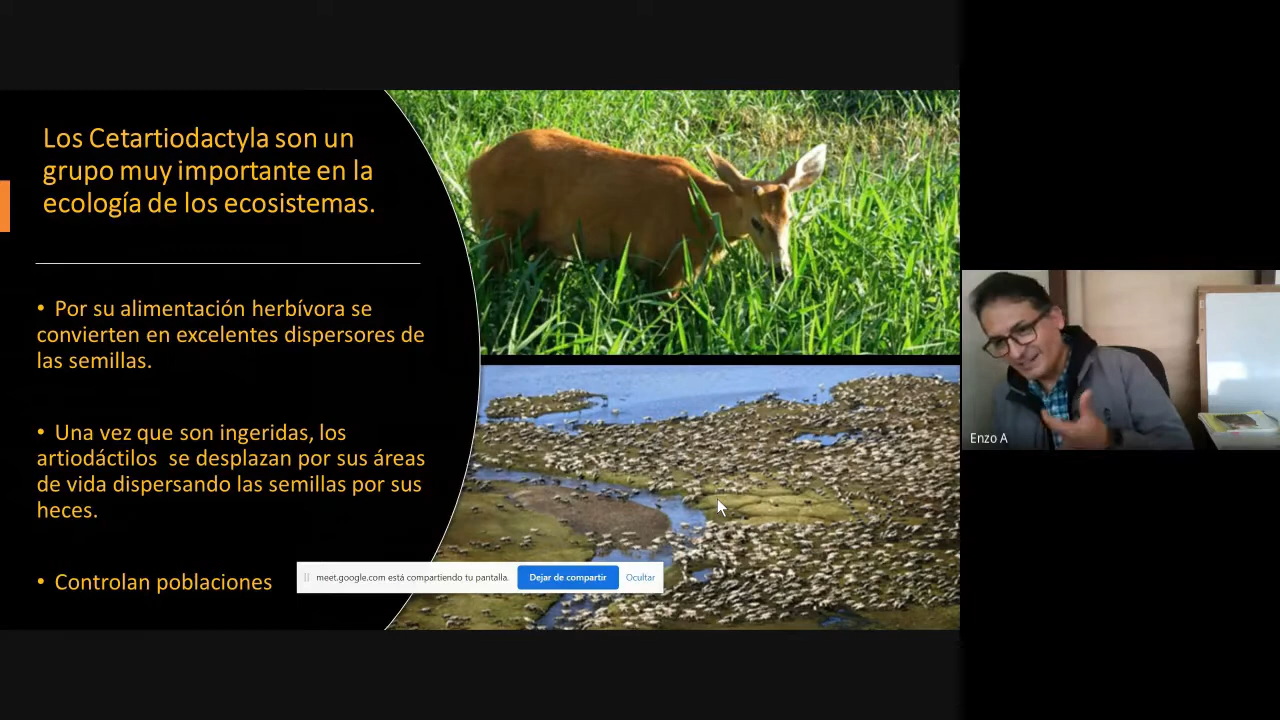 Los Cetartiodactyla son un
grupo muy importante en la
ecología de los ecosistemas.
• Por su alimentación herbívora se
convierten en excelentes dispersores de
las semillas.
• Una vez que son ingeridas, los
artiodáctilos se desplazan por sus áreas
de vida dispersando las semillas por sus
heces.
• Controlan poblaciones
meet.google.com está compartiendo tu pantalla. Dejar de compartir Ocultar
Enzo A